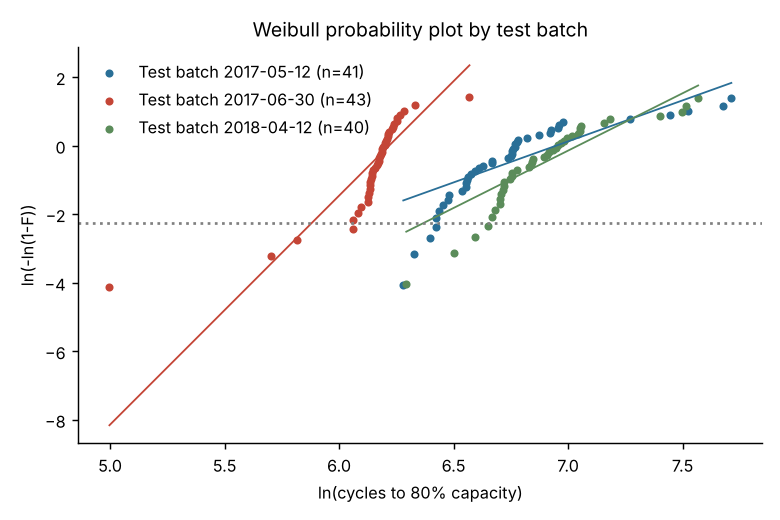 Weibull probability plot by test batch
Test batch 2017-05-12 (n=41)
Test batch 2017-06-30 (n=43)
Test batch 2018-04-12 (n=40)
ln(-ln(1-F))
2
0
−2
−4
−6
−8
5.0 5.5 6.0 6.5 7.0 7.5
ln(cycles to 80% capacity)